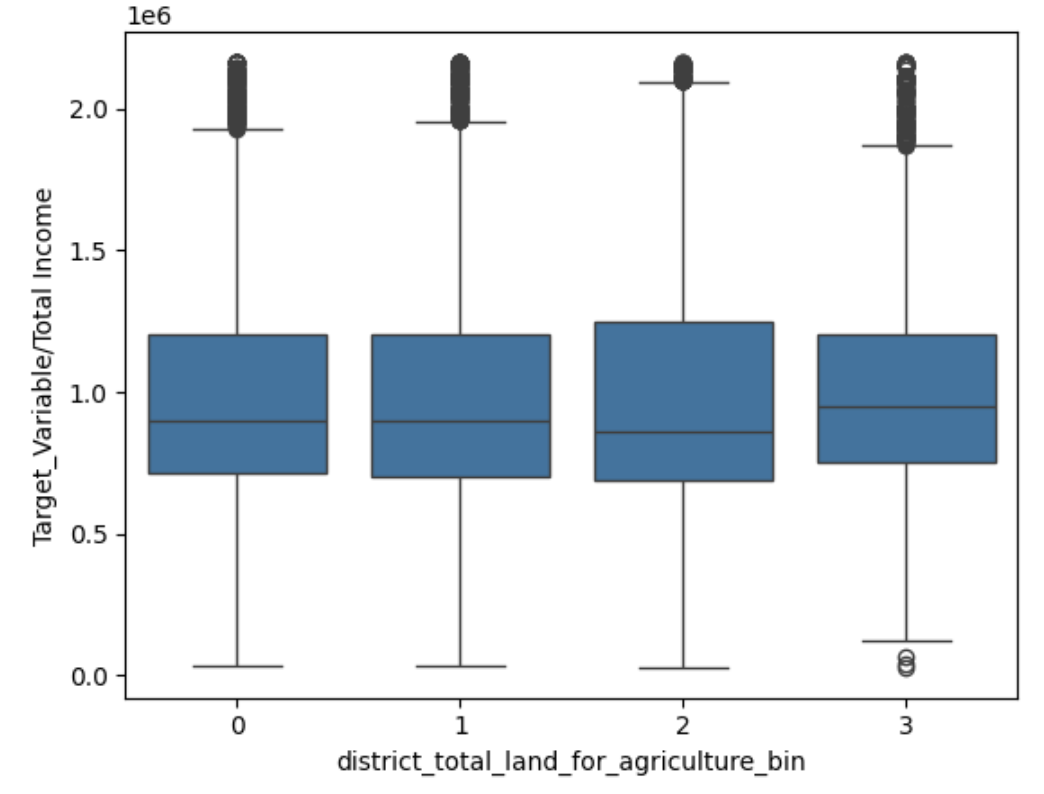 1e6
2.0
1.5
1.0
0.5
0.0
Target_Variable/Total Income
0 1 2 3
district_total_land_for_agriculture_bin